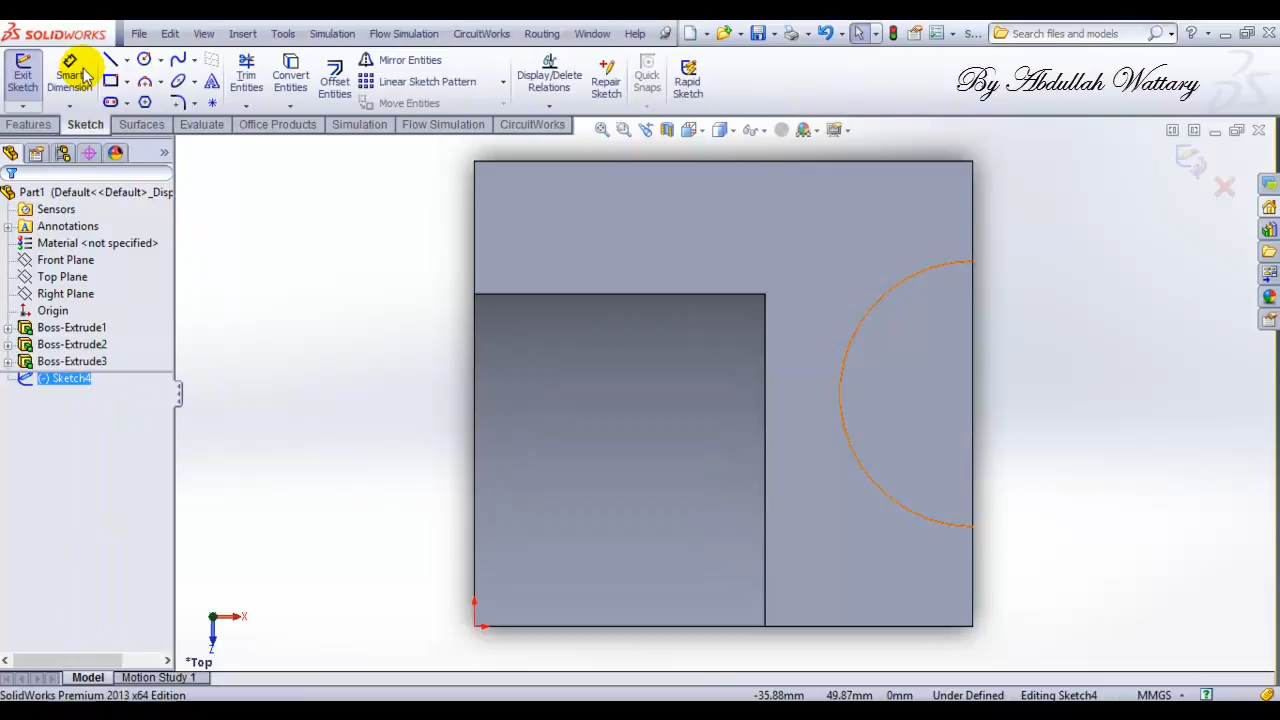 SOLIDWORKS File Edit View Insert Tools Simulation Flow Simulation CircuitWorks Routing Window Help S... Search files and models
Exit Sketch Smart Dimension Trim Entities Convert Entities Offset Entities Mirror Entities Linear Sketch Pattern Move Entities Display/Delete Relations Repair Sketch Quick Snaps Rapid Sketch By Abdullah Wattary
Features Sketch Surfaces Evaluate Office Products Simulation Flow Simulation CircuitWorks
Part1 (Default<<Default>_Disp
Sensors
Annotations
Material <not specified>
Front Plane
Top Plane
Right Plane
Origin
Boss-Extrude1
Boss-Extrude2
Boss-Extrude3
(-) Sketch4
X
Z
*Top
Model Motion Study 1
SolidWorks Premium 2013 x64 Edition -35.88mm 49.87mm 0mm Under Defined Editing Sketch4 MMGS